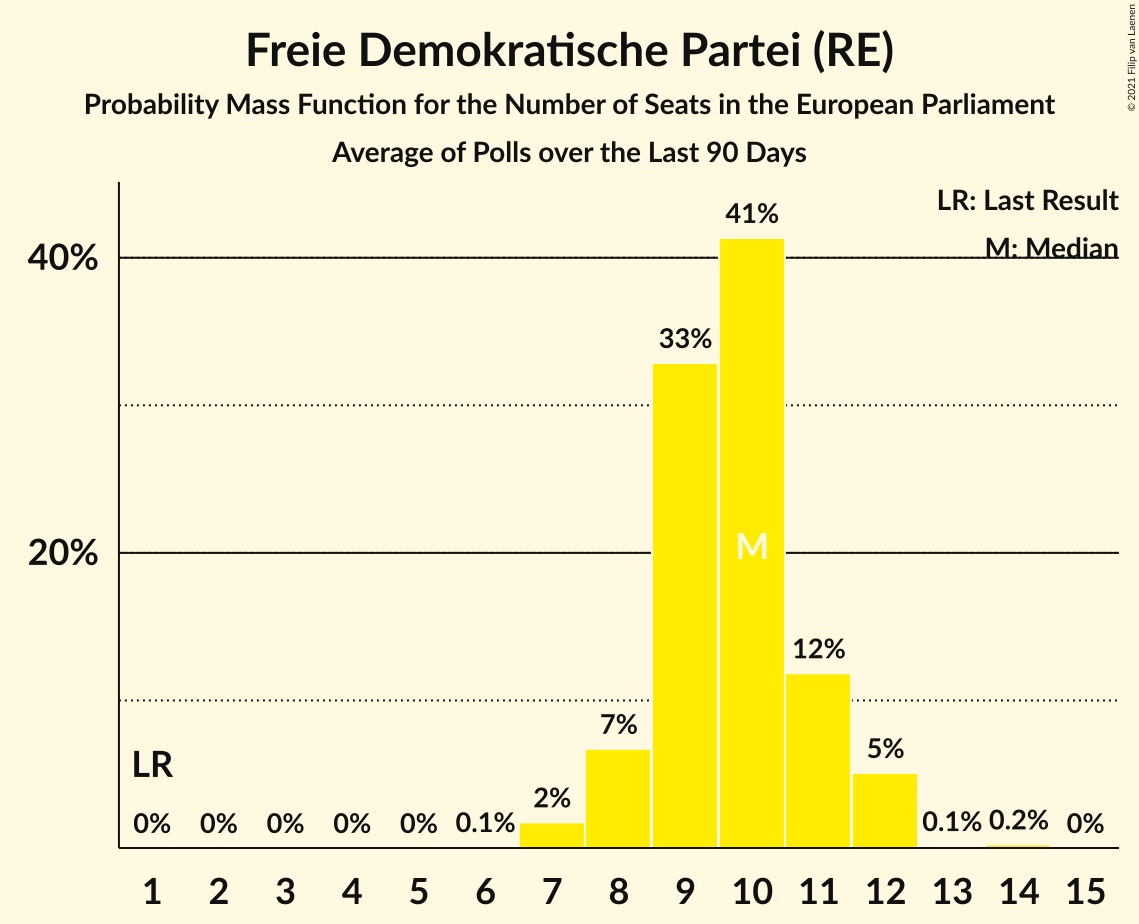 Freie Demokratische Partei (RE)
Probability Mass Function for the Number of Seats in the European Parliament
Average of Polls over the Last 90 Days
© 2021 Filip van Laenen
LR: Last Result
M: Median
41%
40%
33%
20%
M
12%
7%
5%
LR
2%
0% 0% 0% 0% 0% 0.1% 0.1% 0.2% 0%
1 2 3 4 5 6 7 8 9 10 11 12 13 14 15